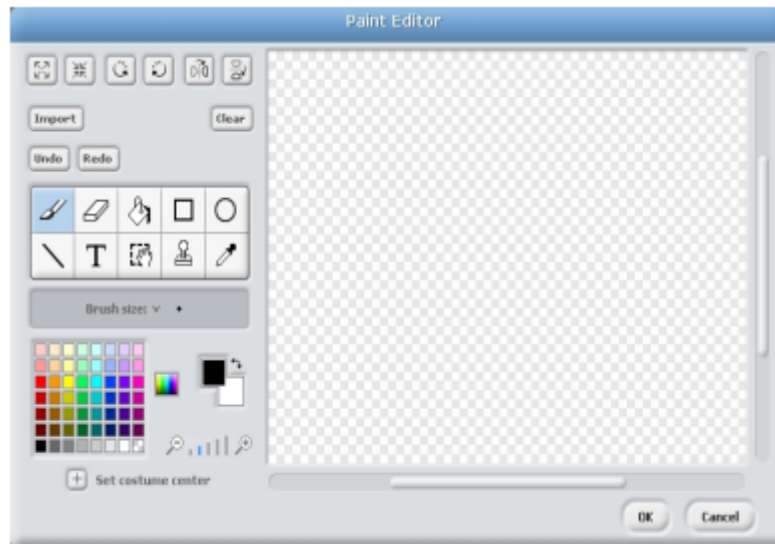 Paint Editor
Import Clear
Undo Redo
T
Brush size:
Set costume center
OK Cancel